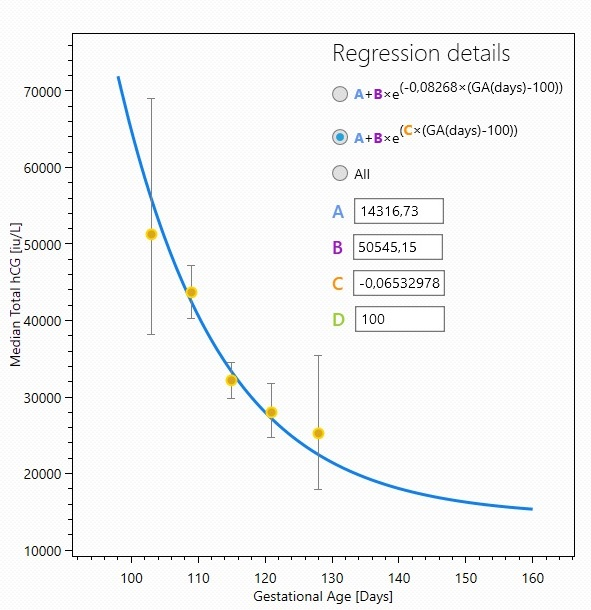 Regression details
A+B×e(-0,08268×(GA(days)-100))
A+B×e(C×(GA(days)-100))
All
A 14316,73
B 50545,15
C -0,06532978
D 100
Median Total hCG [iu/L]
70000
60000
50000
40000
30000
20000
10000
100 110 120 130 140 150 160
Gestational Age [Days]